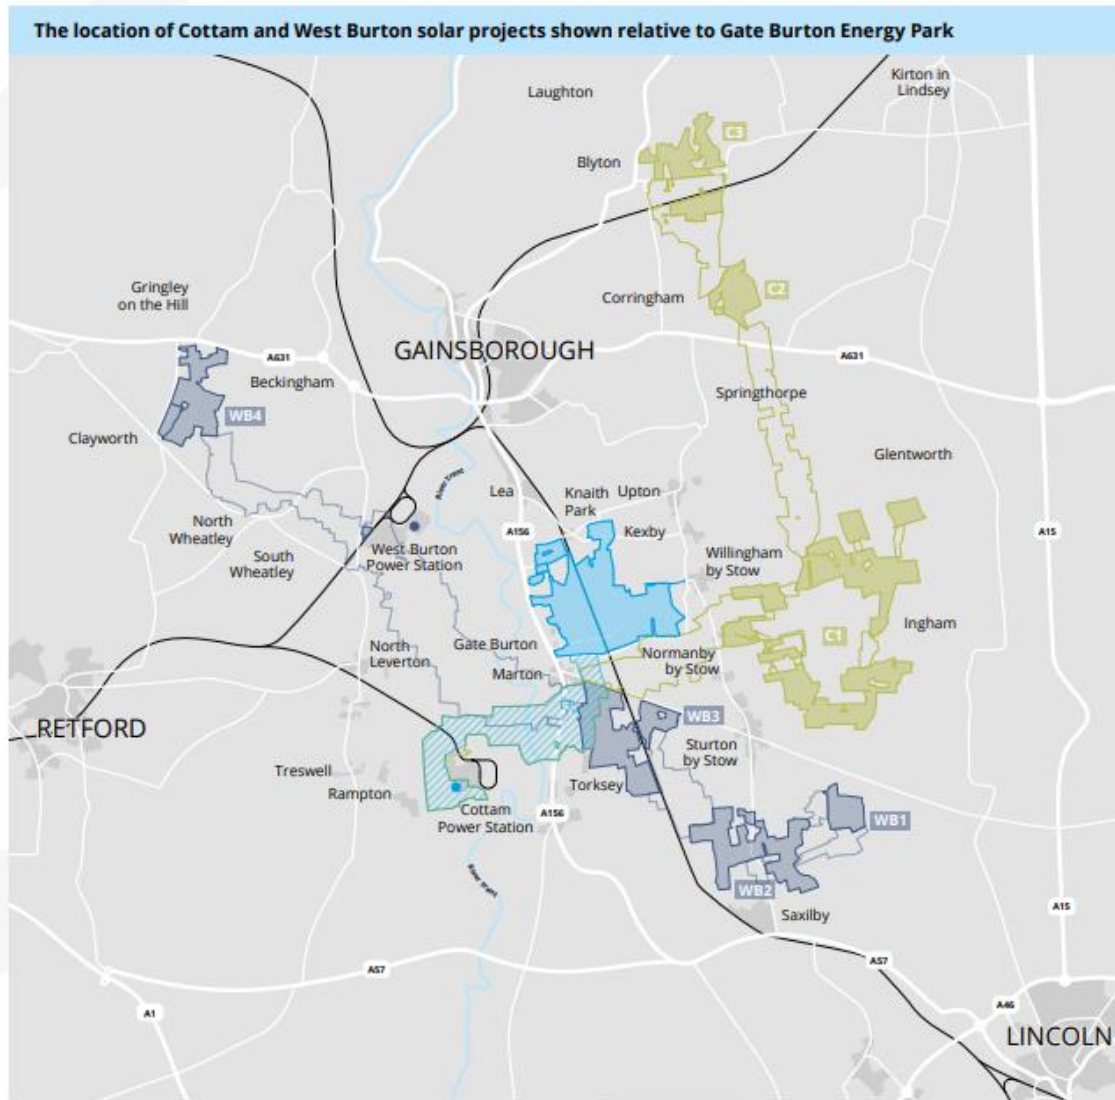 The location of Cottam and West Burton solar projects shown relative to Gate Burton Energy Park
Kirton in
Lindsey
Laughton
C3
Blyton
Gringley
on the Hill
C2
Corringham
GAINSBOROUGH
A631
A631
Beckingham
Springthorpe
WB4
Clayworth
Glentworth
River Trent
Lea
Knaith
Park
Upton
North
Wheatley
A156
Kexby
A15
West Burton
Power Station
South
Wheatley
Willingham
by Stow
Ingham
C1
North
Leverton
Gate Burton
Normanby
by Stow
Marton
RETFORD
WB3
Sturton
by Stow
Treswell
Rampton
Torksey
Cottam
Power Station
A156
WB1
River Trent
WB2
Saxilby
A15
A57
A57
A1
A46
LINCOLN